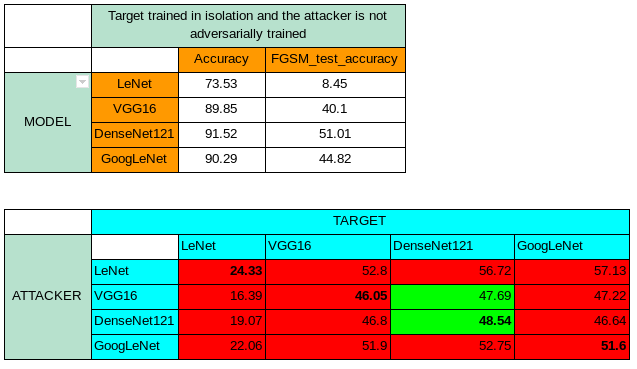 Target trained in isolation and the attacker is not
adversarially trained
Accuracy FGSM_test_accuracy
MODEL
LeNet 73.53 8.45
VGG16 89.85 40.1
DenseNet121 91.52 51.01
GoogLeNet 90.29 44.82
TARGET
LeNet VGG16 DenseNet121 GoogLeNet
ATTACKER
LeNet 24.33 52.8 56.72 57.13
VGG16 16.39 46.05 47.69 47.22
DenseNet121 19.07 46.8 48.54 46.64
GoogLeNet 22.06 51.9 52.75 51.6